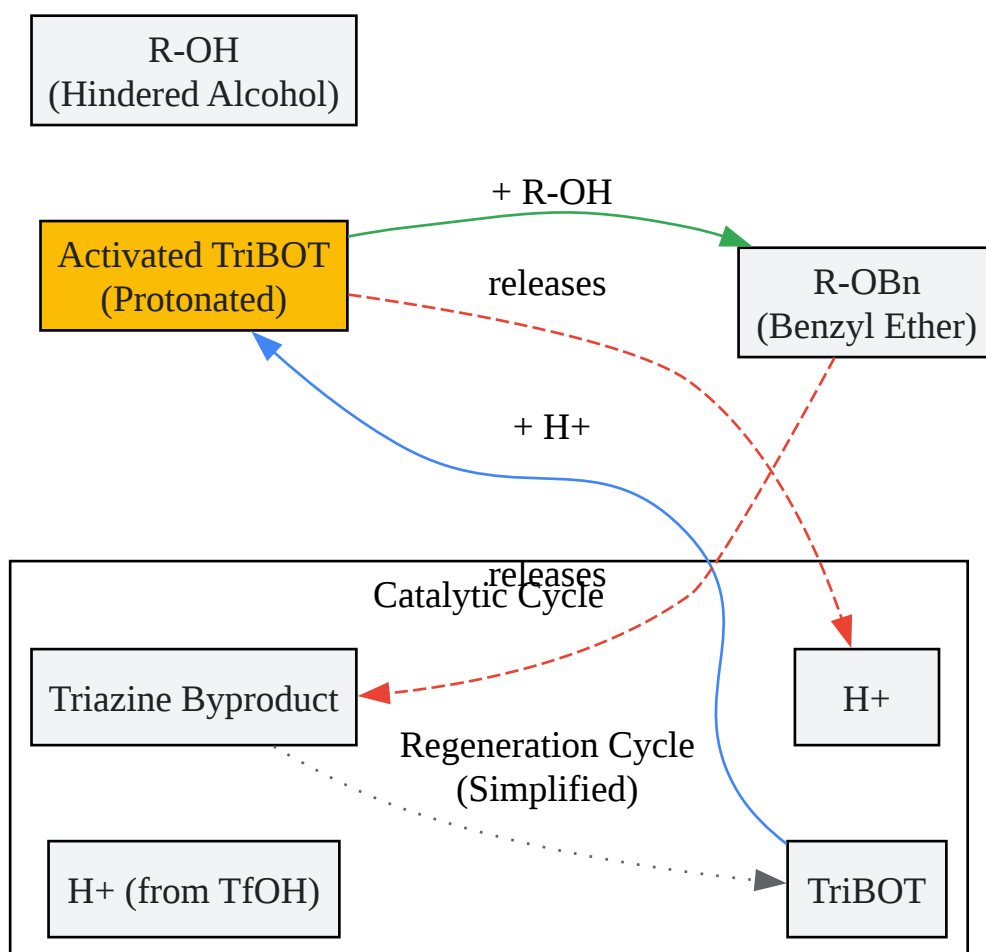 R-OH
(Hindered Alcohol)
+ R-OH
Activated TriBOT
(Protonated)
releases
R-OBn
(Benzyl Ether)
+ H+
releases
Catalytic Cycle
Triazine Byproduct
H+
Regeneration Cycle
(Simplified)
H+ (from TfOH)
TriBOT